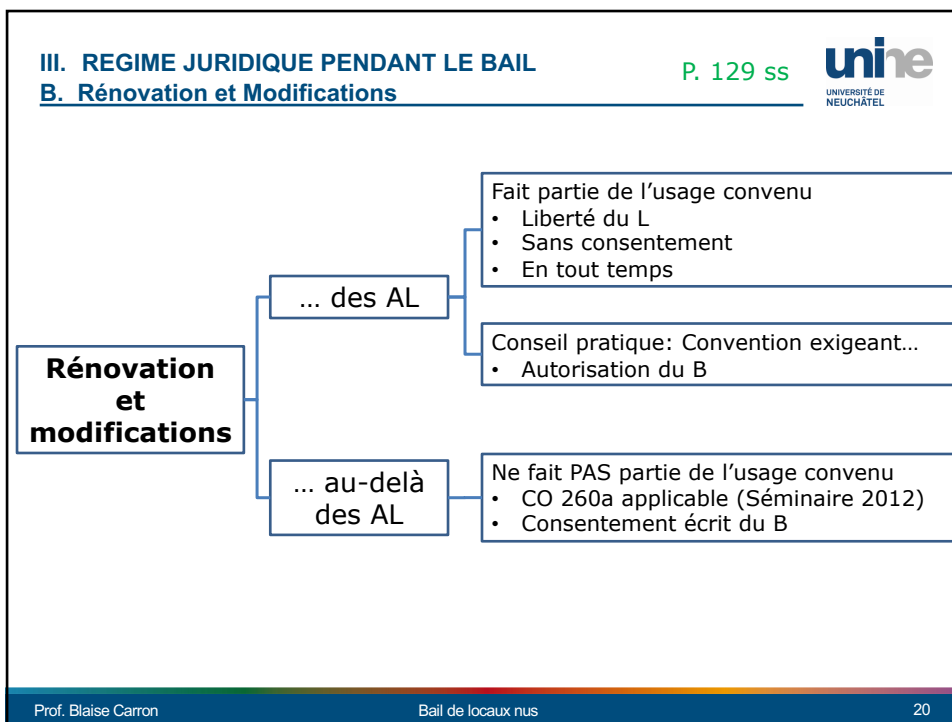 III. REGIME JURIDIQUE PENDANT LE BAIL
B. Rénovation et Modifications
P. 129 ss
unine
UNIVERSITÉ DE
NEUCHÂTEL
Rénovation
et
modifications
… des AL
Fait partie de l'usage convenu
• Liberté du L
• Sans consentement
• En tout temps
Conseil pratique: Convention exigeant…
• Autorisation du B
… au-delà
des AL
Ne fait PAS partie de l'usage convenu
• CO 260a applicable (Séminaire 2012)
• Consentement écrit du B
Prof. Blaise Carron
Bail de locaux nus
20